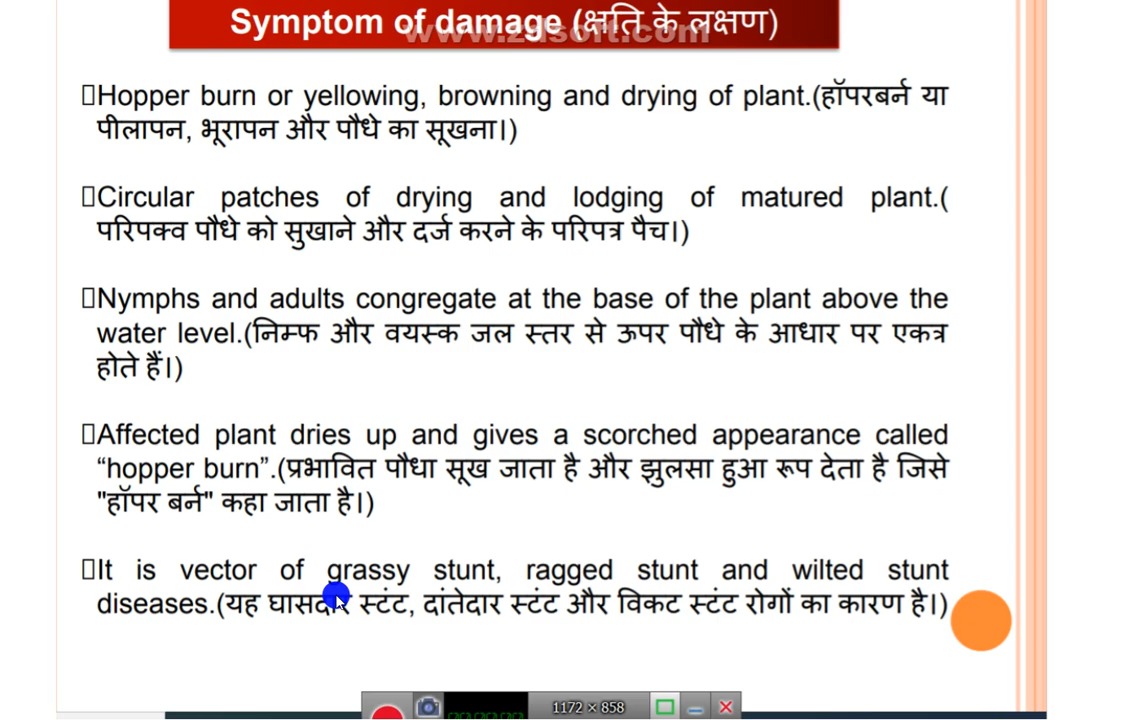 Symptom of damage (क्षति के लक्षण)
www.zdsoft.com
Hopper burn or yellowing, browning and drying of plant.(हॉपरबर्न या
पीलापन, भूरापन और पौधे का सूखना।)
Circular patches of drying and lodging of matured plant.(
परिपक्व पौधे को सुखाने और दर्ज करने के परिपत्र पैच।)
Nymphs and adults congregate at the base of the plant above the
water level.(निम्फ और वयस्क जल स्तर से ऊपर पौधे के आधार पर एकत्र
होते हैं।)
Affected plant dries up and gives a scorched appearance called
“hopper burn”.(प्रभावित पौधा सूख जाता है और झुलसा हुआ रूप देता है जिसे
"हॉपर बर्न" कहा जाता है।)
It is vector of grassy stunt, ragged stunt and wilted stunt
diseases.(यह घासदार स्टंट, दांतेदार स्टंट और विकट स्टंट रोगों का कारण है।)
1172 × 858